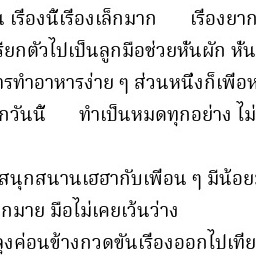 เรื่องนี้เรื่องเล็กมาก เรื่องยาก
เรียกตัวไปเป็นลูกมือช่วยหั่นผัก หั่น
ารทำอาหารง่าย ๆ ส่วนหนึ่งก็เพื่อห
กวันนี้ ทำเป็นหมดทุกอย่าง ไม่
สนุกสนานเฮฮากับเพื่อน ๆ มีน้อย
กมาย มือไม่เคยเว้นว่าง
ลุงค่อนข้างกวดขันเรื่องออกไปเที่ย